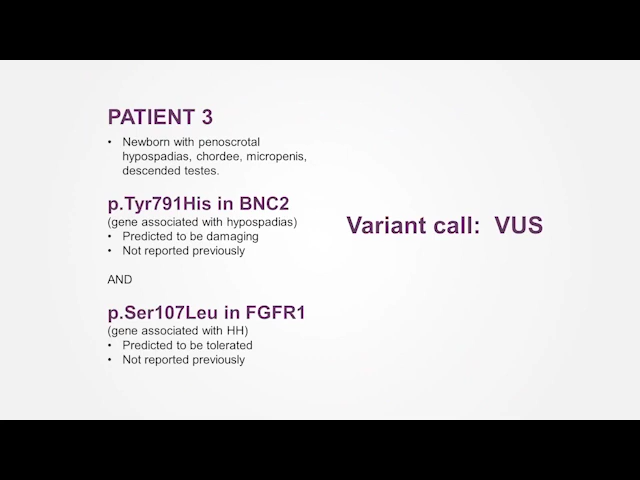 PATIENT 3
• Newborn with penoscrotal
hypospadias, chordee, micropenis,
descended testes.
p.Tyr791His in BNC2
(gene associated with hypospadias)
• Predicted to be damaging
• Not reported previously
AND
p.Ser107Leu in FGFR1
(gene associated with HH)
• Predicted to be tolerated
• Not reported previously
Variant call: VUS